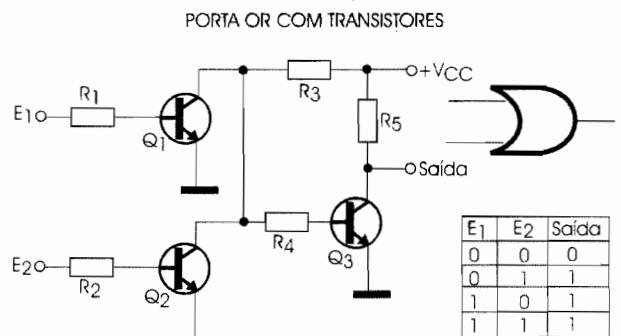 PORTA OR COM TRANSISTORES
R1
R3
+VCC
E1
Q1
R5
Saída
R4
Q3
E2
R2
Q2
E1 E2 Saída
0 0 0
0 1 1
1 0 1
1 1 1